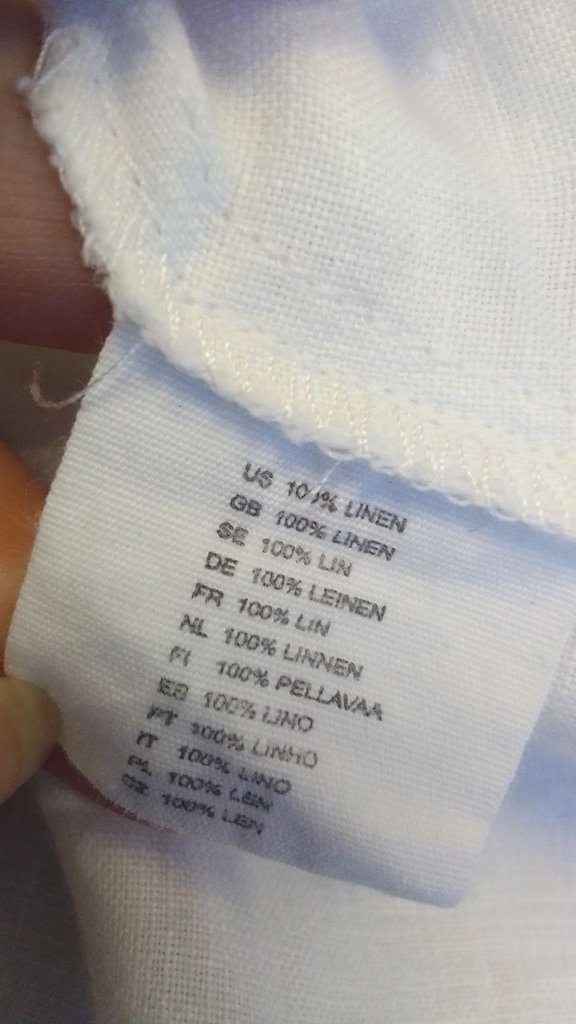 US 100% LINEN
GB 100% LINEN
SE 100% LIN
DE 100% LEINEN
FR 100% LIN
NL 100% LINNEN
FI 100% PELLAVAA
ES 100% LINO
PT 100% LINHO
IT 100% LINO
PL 100% LEN
CZ 100% LEN